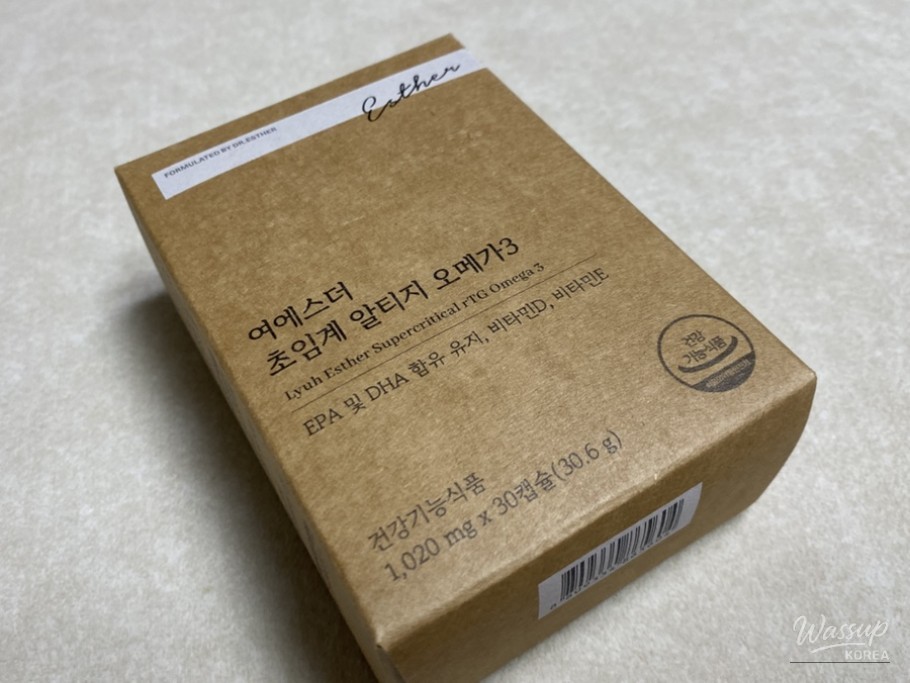 FORMULATED BY DR.ESTHER
Esther
여에스더
초임계 알티지 오메가3
Lyuh Esther Supercritical rTG Omega 3
EPA 및 DHA 함유 유지, 비타민D, 비타민E
건강
기능식품
건강기능식품
1,020 mg x 30캡슐(30.6 g)
Wassup
KOREA